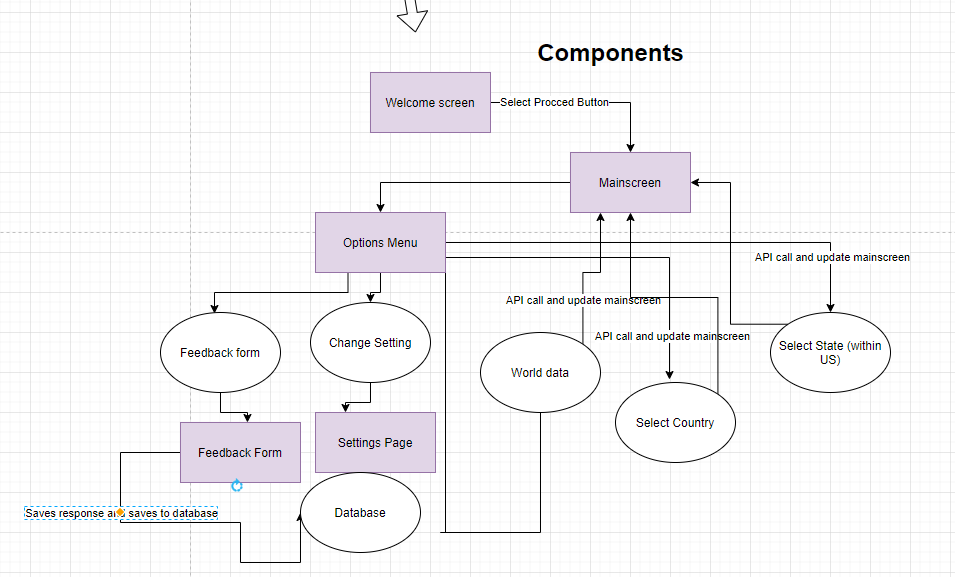 Components
Welcome screen
Select Procced Button
Mainscreen
Options Menu
API call and update mainscreen
API call and update mainscreen
API call and update mainscreen
Feedback form
Change Setting
World data
Select State (within
US)
Select Country
Feedback Form
Settings Page
Saves response and saves to database
Database